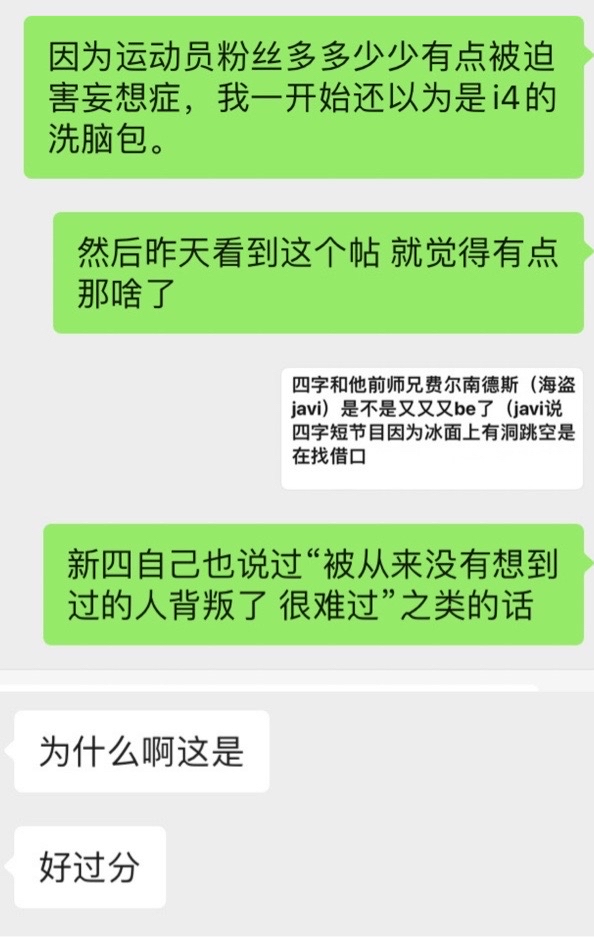 因为运动员粉丝多多少少有点被迫
害妄想症，我一开始还以为是i4的
洗脑包。
然后昨天看到这个帖 就觉得有点
那啥了
四字和他前师兄费尔南德斯（海盗
javi）是不是又又又be了（javi说
四字短节目因为冰面上有洞跳空是
在找借口
新四自己也说过“被从来没有想到
过的人背叛了 很难过”之类的话
为什么啊这是
好过分